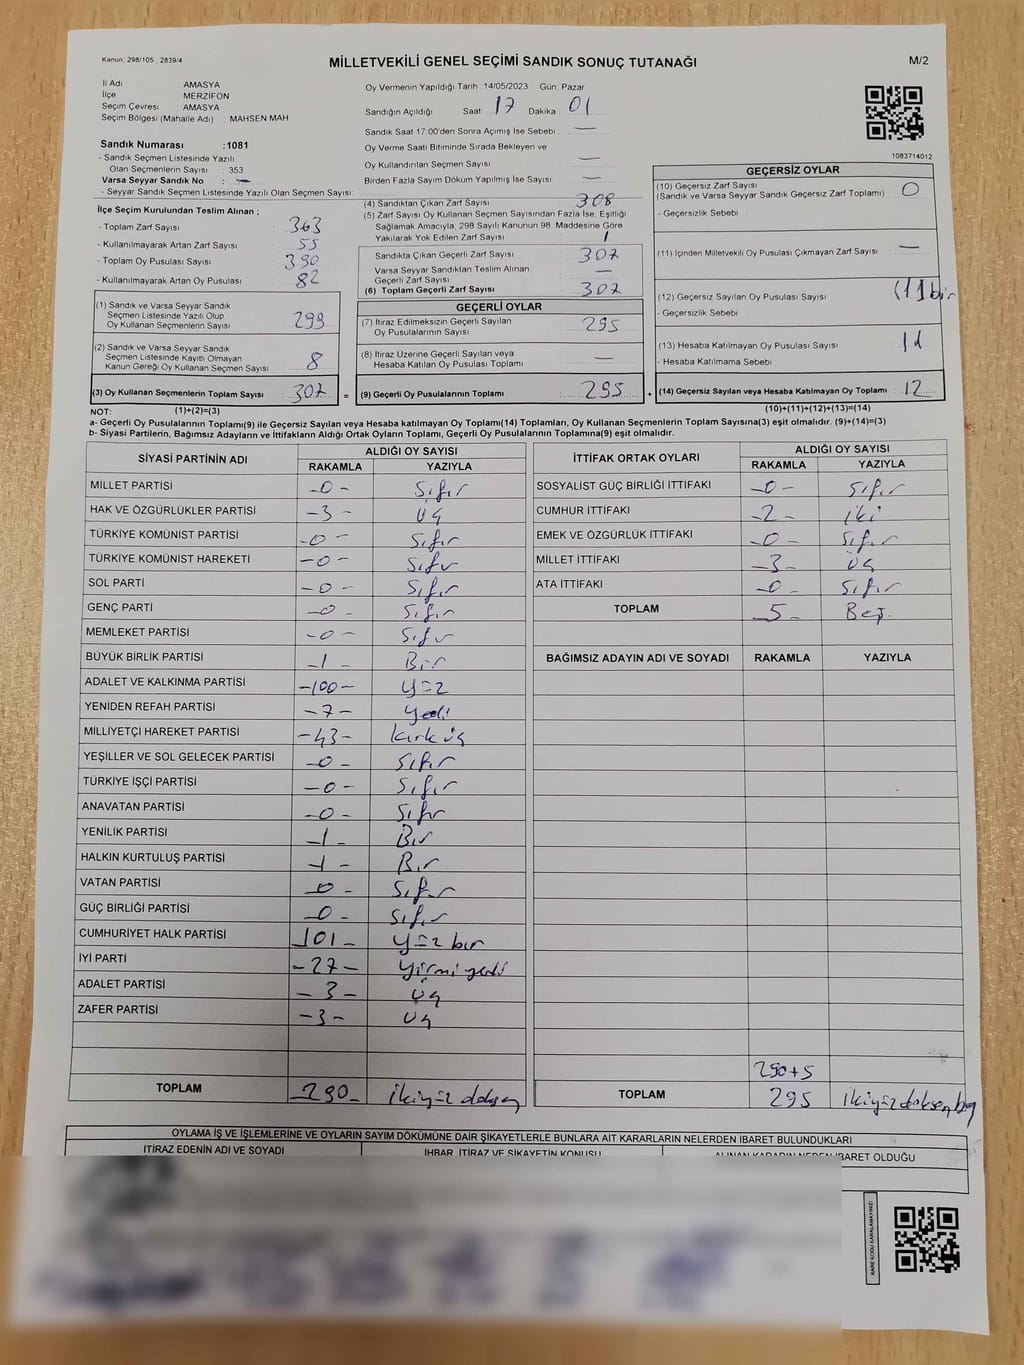 Kanun, 298/105 , 2839/4
MİLLETVEKİLİ GENEL SEÇİMİ SANDIK SONUÇ TUTANAĞI
M/2
İl Adı : AMASYA
İlçe : MERZİFON
Seçim Çevresi : AMASYA
Seçim Bölgesi (Mahalle Adı) : MAHSEN MAH
Oy Vermenin Yapıldığı Tarih :14/05/2023 Gün: Pazar
Sandığın Açıldığı Saat 17 Dakika 01
Sandık Saat 17:00'den Sonra Açımış İse Sebebi : —
Oy Verme Saati Bitiminde Sırada Bekleyen ve
Oy Kullandırılan Seçmen Sayısı : —
Birden Fazla Sayım Döküm Yapılmış İse Sayısı : —
1083714012
Sandık Numarası :1081
- Sandık Seçmen Listesinde Yazılı
Olan Seçmenlerin Sayısı : 353
Varsa Seyyar Sandık No : —
- Seyyar Sandık Seçmen Listesinde Yazılı Olan Seçmen Sayısı:
İlçe Seçim Kurulundan Teslim Alınan ;
- Toplam Zarf Sayısı : 363
- Kullanılmayarak Artan Zarf Sayısı : 55
- Toplam Oy Pusulası Sayısı : 390
- Kullanılmayarak Artan Oy Pusulası : 82
(1) Sandık ve Varsa Seyyar Sandık
Seçmen Listesinde Yazılı Olup
Oy Kullanan Seçmenlerin Sayısı : 299
(2) Sandık ve Varsa Seyyar Sandık
Seçmen Listesinde Kayıtlı Olmayan
Kanun Gereği Oy Kullanan Seçmen Sayısı : 8
(3) Oy Kullanan Seçmenlerin Toplam Sayısı : 307 =
(4) Sandıktan Çıkan Zarf Sayısı : 308
(5) Zarf Sayısı Oy Kullanan Seçmen Sayısından Fazla İse, Eşitliği
Sağlamak Amacıyla, 298 Sayılı Kanunun 98. Maddesine Göre
Yakılarak Yok Edilen Zarf Sayısı : 1
Sandıkta Çıkan Geçerli Zarf Sayısı : 307
Varsa Seyyar Sandıktan Teslim Alınan
Geçerli Zarf Sayısı : —
(6) Toplam Geçerli Zarf Sayısı : 307
GEÇERLİ OYLAR
(7) İtiraz Edilmeksizin Geçerli Sayılan
Oy Pusulalarının Sayısı : 295
(8) İtiraz Üzerine Geçerli Sayılan veya
Hesaba Katılan Oy Pusulası Toplamı : —
(9) Geçerli Oy Pusulalarının Toplamı : 295 +
GEÇERSİZ OYLAR
(10) Geçersiz Zarf Sayısı : 0
(Sandık ve Varsa Seyyar Sandık Geçersiz Zarf Toplamı)
- Geçersizlik Sebebi :
(11) İçinden Milletvekili Oy Pusulası Çıkmayan Zarf Sayısı : —
(12) Geçersiz Sayılan Oy Pusulası Sayısı : (1) bir
- Geçersizlik Sebebi :
(13) Hesaba Katılmayan Oy Pusulası Sayısı : 11
- Hesaba Katılmama Sebebi :
(14) Geçersiz Sayılan veya Hesaba Katılmayan Oy Toplamı : 12
NOT: (1)+(2)=(3)
(10)+(11)+(12)+(13)=(14)
a- Geçerli Oy Pusulalarının Toplamı(9) ile Geçersiz Sayılan veya Hesaba katılmayan Oy Toplamı(14) Toplamları, Oy Kullanan Seçmenlerin Toplam Sayısına(3) eşit olmalıdır. (9)+(14)=(3)
b- Siyasi Partilerin, Bağımsız Adayların ve İttifakların Aldığı Ortak Oyların Toplamı, Geçerli Oy Pusulalarının Toplamına(9) eşit olmalıdır.
SİYASİ PARTİNİN ADI ALDIĞI OY SAYISI
RAKAMLA YAZIYLA
MİLLET PARTİSİ -0- Sıfır
HAK VE ÖZGÜRLÜKLER PARTİSİ -3- Üç
TÜRKİYE KOMÜNİST PARTİSİ -0- Sıfır
TÜRKİYE KOMÜNİST HAREKETİ -0- Sıfır
SOL PARTİ -0- Sıfır
GENÇ PARTİ -0- Sıfır
MEMLEKET PARTİSİ -0- Sıfır
BÜYÜK BİRLİK PARTİSİ -1- Bir
ADALET VE KALKINMA PARTİSİ -100- Yüz
YENİDEN REFAH PARTİSİ -7- Yedi
MİLLİYETÇİ HAREKET PARTİSİ -43- Kırk üç
YEŞİLLER VE SOL GELECEK PARTİSİ -0- Sıfır
TÜRKİYE İŞÇİ PARTİSİ -0- Sıfır
ANAVATAN PARTİSİ -0- Sıfır
YENİLİK PARTİSİ -1- Bir
HALKIN KURTULUŞ PARTİSİ -1- Bir
VATAN PARTİSİ -0- Sıfır
GÜÇ BİRLİĞİ PARTİSİ -0- Sıfır
CUMHURİYET HALK PARTİSİ -101- Yüz bir
İYİ PARTİ -27- Yirmi yedi
ADALET PARTİSİ -3- Üç
ZAFER PARTİSİ -3- Üç
TOPLAM -290- ikiyüz doksan
İTTİFAK ORTAK OYLARI ALDIĞI OY SAYISI
RAKAMLA YAZIYLA
SOSYALİST GÜÇ BİRLİĞİ İTTİFAKI -0- Sıfır
CUMHUR İTTİFAKI -2- iki
EMEK VE ÖZGÜRLÜK İTTİFAKI -0- Sıfır
MİLLET İTTİFAKI -3- Üç
ATA İTTİFAKI -0- Sıfır
TOPLAM -5- Beş.
BAĞIMSIZ ADAYIN ADI VE SOYADI RAKAMLA YAZIYLA
290+5
TOPLAM 295 ikiyüz doksan beş
OYLAMA İŞ VE İŞLEMLERİNE VE OYLARIN SAYIM DÖKÜMÜNE DAİR ŞİKAYETLERLE BUNLARA AİT KARARLARIN NELERDEN İBARET BULUNDUKLARI
İTİRAZ EDENİN ADI VE SOYADI İHBAR, İTİRAZ VE ŞİKAYETİN KONUSU ALINAN KARARIN NEDEN İBARET OLDUĞU
KARE KODU KARALAMAYINIZ!